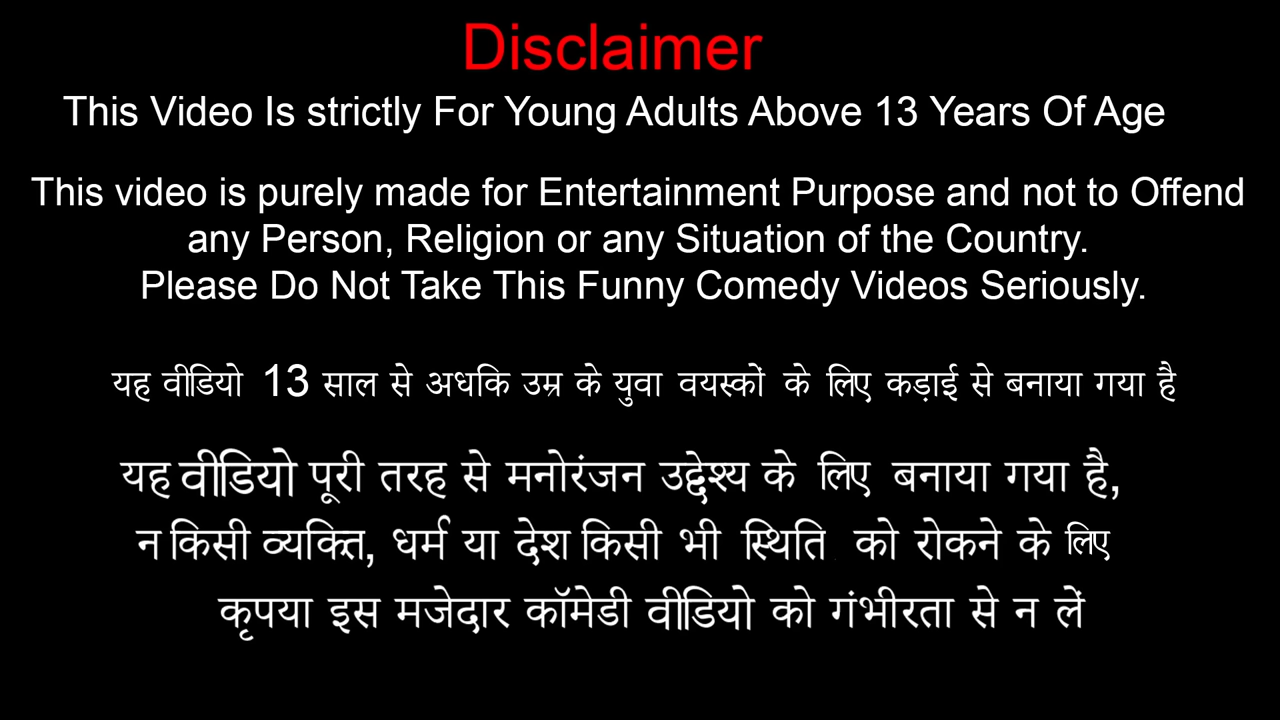 Disclaimer
This Video Is strictly For Young Adults Above 13 Years Of Age
This video is purely made for Entertainment Purpose and not to Offend
any Person, Religion or any Situation of the Country.
Please Do Not Take This Funny Comedy Videos Seriously.
यह वीडियो 13 साल से अधकि उम्र के युवा वयस्कों के लिए कड़ाई से बनाया गया है
यह वीडियो पूरी तरह से मनोरंजन उद्देश्य के लिए बनाया गया है,
न किसी व्यक्ति, धर्म या देश किसी भी स्थिति को रोकने के लिए
कृपया इस मजेदार कॉमेडी वीडियो को गंभीरता से न लें